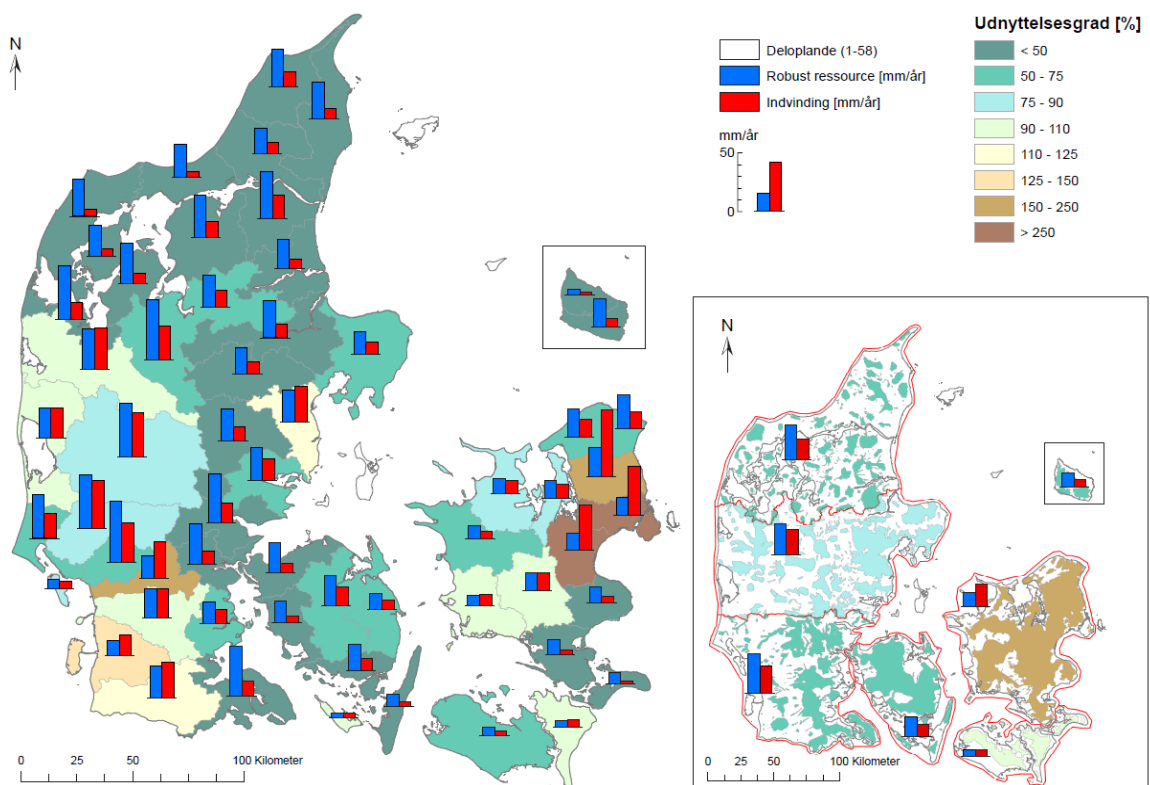 N
Deloplande (1-58)
Robust ressource [mm/år]
Indvinding [mm/år]
mm/år
50
0
Udnyttelsesgrad [%]
< 50
50 - 75
75 - 90
90 - 110
110 - 125
125 - 150
150 - 250
> 250
N
0 25 50 100 Kilometer
0 25 50 100 Kilometer